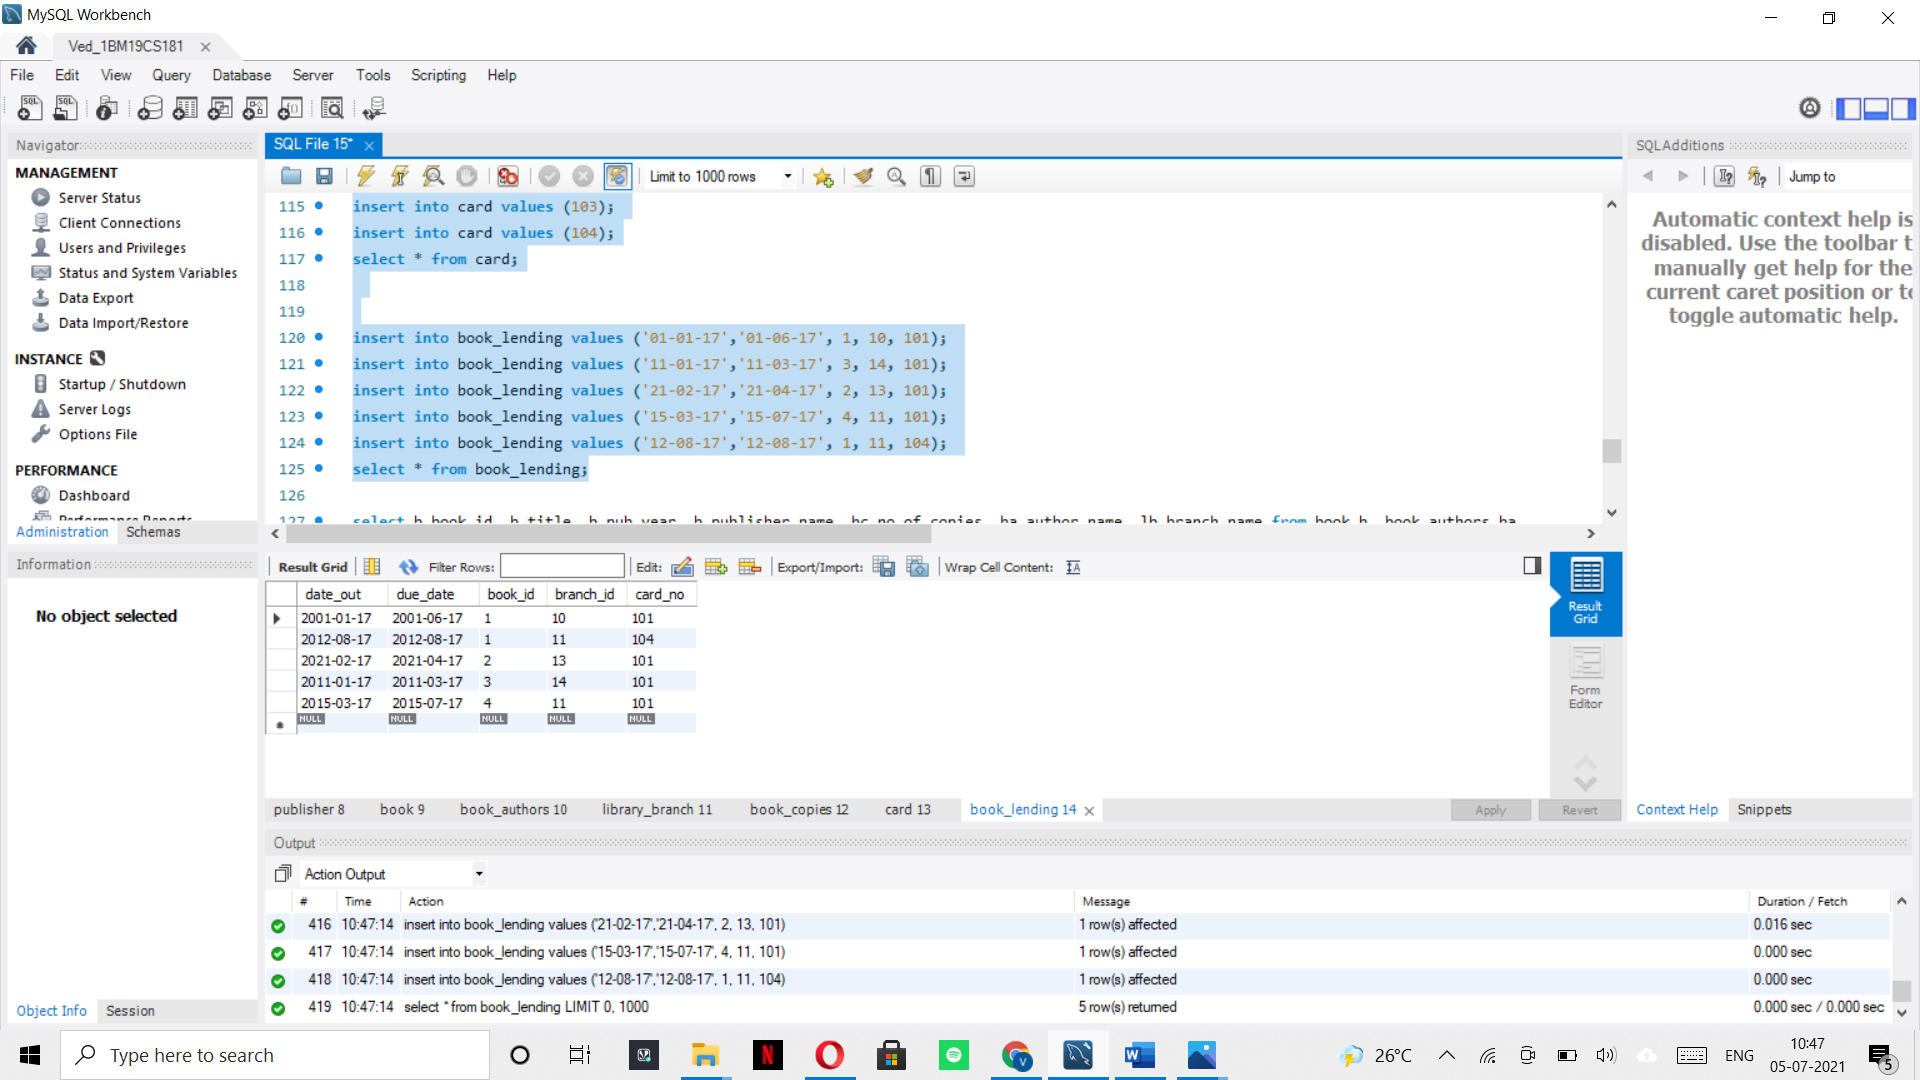 MySQL Workbench
Ved_1BM19CS181
File Edit View Query Database Server Tools Scripting Help
Navigator
MANAGEMENT
Server Status
Client Connections
Users and Privileges
Status and System Variables
Data Export
Data Import/Restore
INSTANCE
Startup / Shutdown
Server Logs
Options File
PERFORMANCE
Dashboard
Performance Reports
Administration Schemas
Information
No object selected
Object Info Session
SQL File 15*
Limit to 1000 rows
115 insert into card values (103);
116 insert into card values (104);
117 select * from card;
118
119
120 insert into book_lending values ('01-01-17','01-06-17', 1, 10, 101);
121 insert into book_lending values ('11-01-17','11-03-17', 3, 14, 101);
122 insert into book_lending values ('21-02-17','21-04-17', 2, 13, 101);
123 insert into book_lending values ('15-03-17','15-07-17', 4, 11, 101);
124 insert into book_lending values ('12-08-17','12-08-17', 1, 11, 104);
125 select * from book_lending;
126
127 select b.book_id, b.title, b.pub_year, b.publisher_name, bc.no_of_copies, ba.author_name, lb.branch_name from book b, book_authors ba,
Result Grid Filter Rows: Edit: Export/Import: Wrap Cell Content:
date_out due_date book_id branch_id card_no
2001-01-17 2001-06-17 1 10 101
2012-08-17 2012-08-17 1 11 104
2021-02-17 2021-04-17 2 13 101
2011-01-17 2011-03-17 3 14 101
2015-03-17 2015-07-17 4 11 101
NULL NULL NULL NULL NULL
Result Grid
Form Editor
publisher 8 book 9 book_authors 10 library_branch 11 book_copies 12 card 13 book_lending 14 Apply Revert
SQLAdditions
Jump to
Automatic context help is
disabled. Use the toolbar t
manually get help for the
current caret position or to
toggle automatic help.
Context Help Snippets
Output
Action Output
# Time Action Message Duration / Fetch
416 10:47:14 insert into book_lending values ('21-02-17','21-04-17', 2, 13, 101) 1 row(s) affected 0.016 sec
417 10:47:14 insert into book_lending values ('15-03-17','15-07-17', 4, 11, 101) 1 row(s) affected 0.000 sec
418 10:47:14 insert into book_lending values ('12-08-17','12-08-17', 1, 11, 104) 1 row(s) affected 0.000 sec
419 10:47:14 select * from book_lending LIMIT 0, 1000 5 row(s) returned 0.000 sec / 0.000 sec
Type here to search
26°C
ENG
10:47
05-07-2021
5